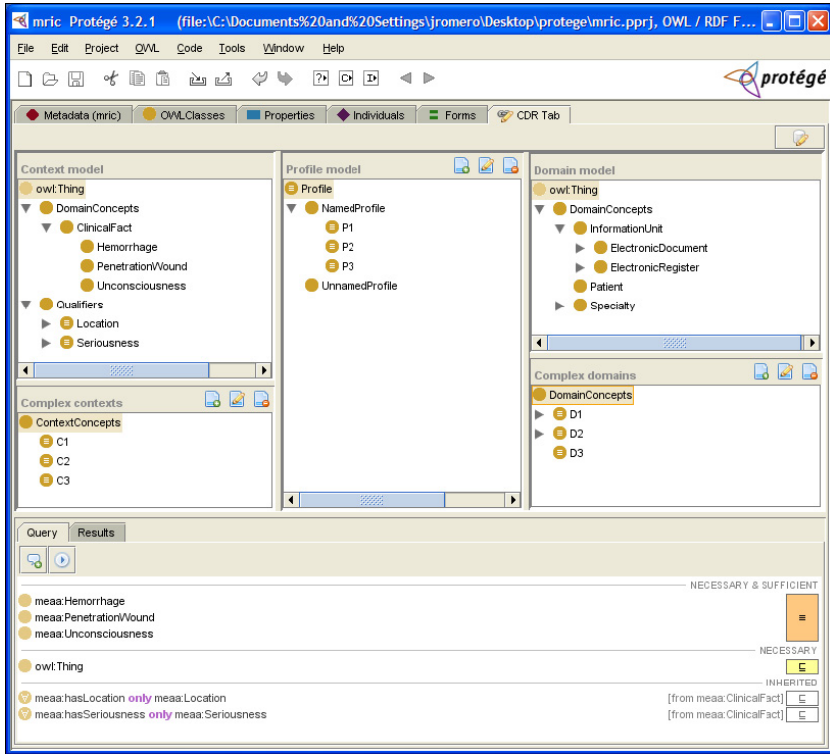 mric Protégé 3.2.1 (file:\C:\Documents%20and%20Settings\jromero\Desktop\protege\mric.pprj, OWL / RDF F...
File Edit Project OWL Code Tools Window Help
protégé
Metadata (mric) OWLClasses Properties Individuals Forms CDR Tab
Context model
owl:Thing
DomainConcepts
ClinicalFact
Hemorrhage
PenetrationWound
Unconsciousness
Qualifiers
Location
Seriousness
Complex contexts
ContextConcepts
C1
C2
C3
Profile model
Profile
NamedProfile
P1
P2
P3
UnnamedProfile
Domain model
owl:Thing
DomainConcepts
InformationUnit
ElectronicDocument
ElectronicRegister
Patient
Specialty
Complex domains
DomainConcepts
D1
D2
D3
Query Results
NECESSARY & SUFFICIENT
meaa:Hemorrhage
meaa:PenetrationWound
meaa:Unconsciousness
≡
NECESSARY
owl:Thing ⊑
INHERITED
meaa:hasLocation only meaa:Location [from meaa:ClinicalFact] ⊑
meaa:hasSeriousness only meaa:Seriousness [from meaa:ClinicalFact] ⊑